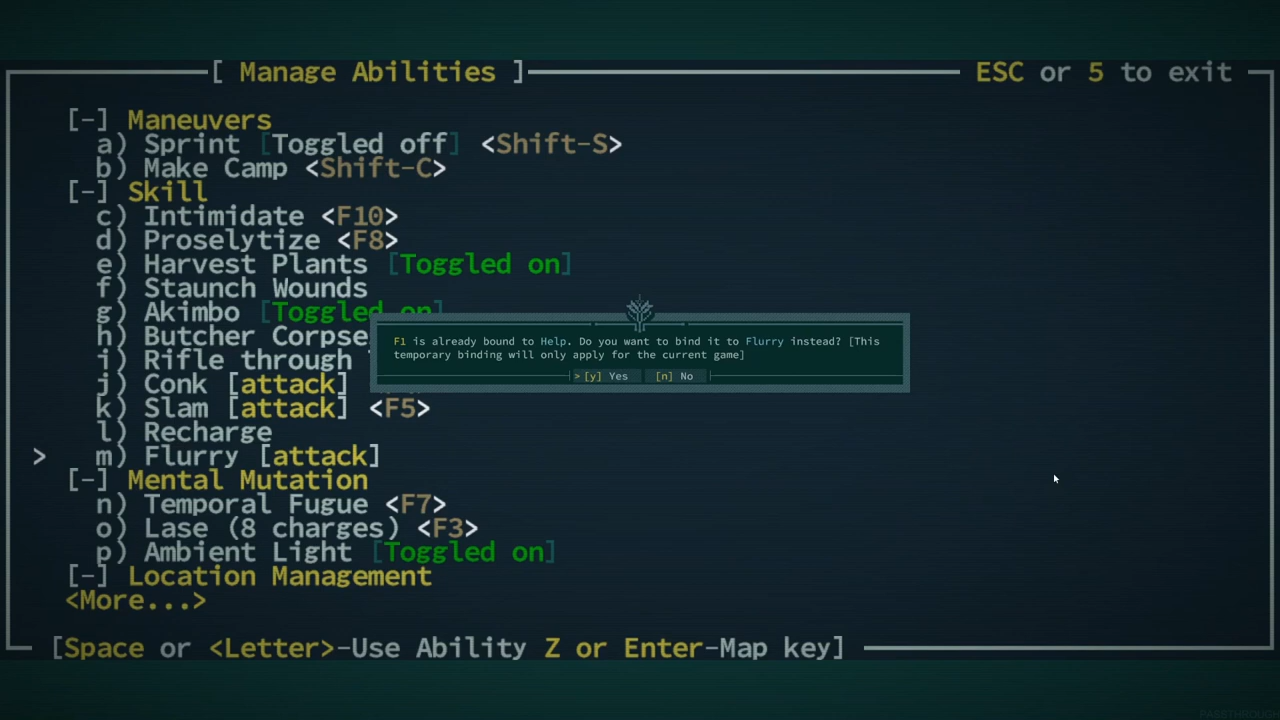 [ Manage Abilities ] ESC or 5 to exit
[-] Maneuvers
a) Sprint [Toggled off] <Shift-S>
b) Make Camp <Shift-C>
[-] Skill
c) Intimidate <F10>
d) Proselytize <F8>
e) Harvest Plants [Toggled on]
f) Staunch Wounds
g) Akimbo [Toggled on]
h) Butcher Corpse
i) Rifle through
j) Conk [attack]
k) Slam [attack] <F5>
l) Recharge
> m) Flurry [attack]
[-] Mental Mutation
n) Temporal Fugue <F7>
o) Lase (8 charges) <F3>
p) Ambient Light [Toggled on]
[-] Location Management
<More...>
[Space or <Letter>-Use Ability Z or Enter-Map key]
F1 is already bound to Help. Do you want to bind it to Flurry instead? [This
temporary binding will only apply for the current game]
> [y] Yes [n] No